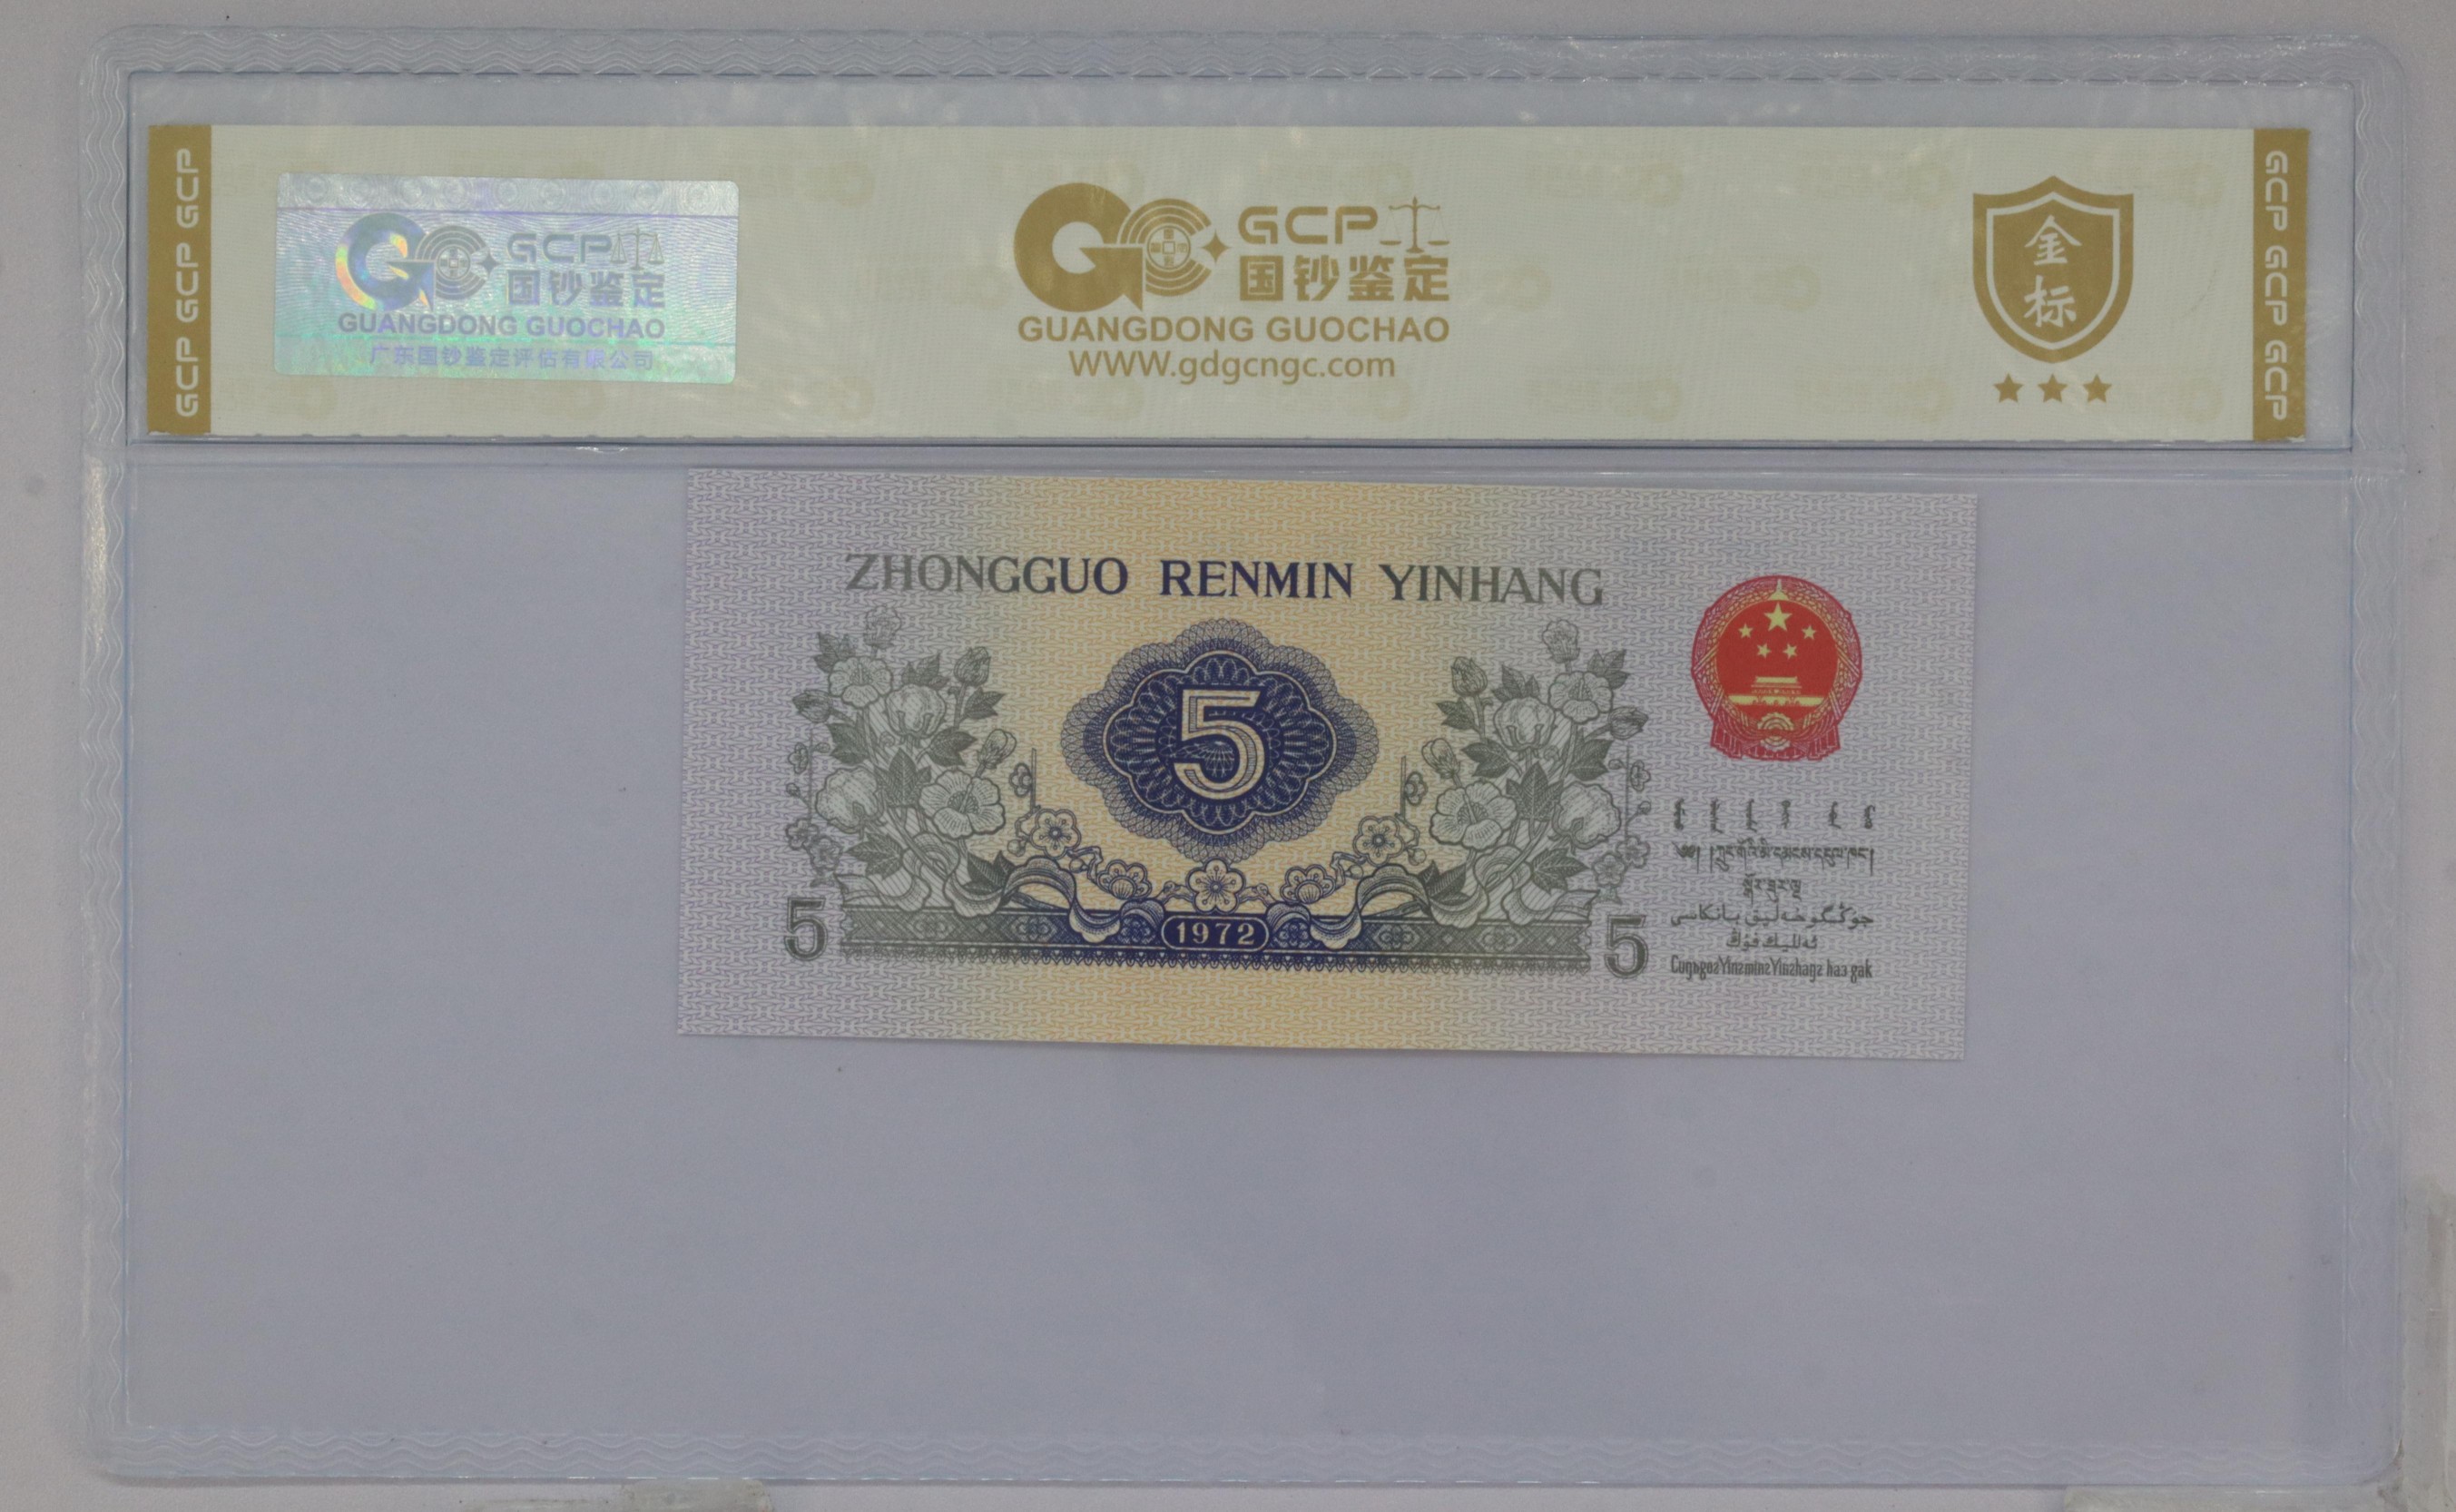 GCP GCP GCP
GCP
国钞鉴定
GUANGDONG GUOCHAO
广东国钞鉴定评估有限公司
GCP
国钞鉴定
GUANGDONG GUOCHAO
WWW.gdgcngc.com
金
标
GCP GCP GCP
ZHONGGUO RENMIN YINHANG
5
5
1972
5